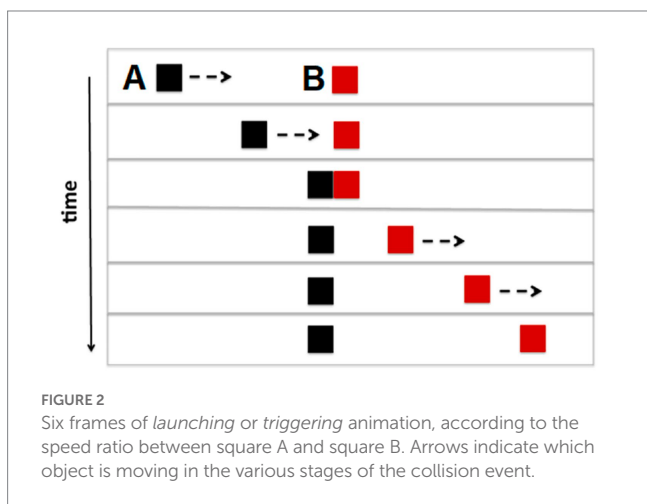 A B
time
FIGURE 2
Six frames of launching or triggering animation, according to the
speed ratio between square A and square B. Arrows indicate which
object is moving in the various stages of the collision event.